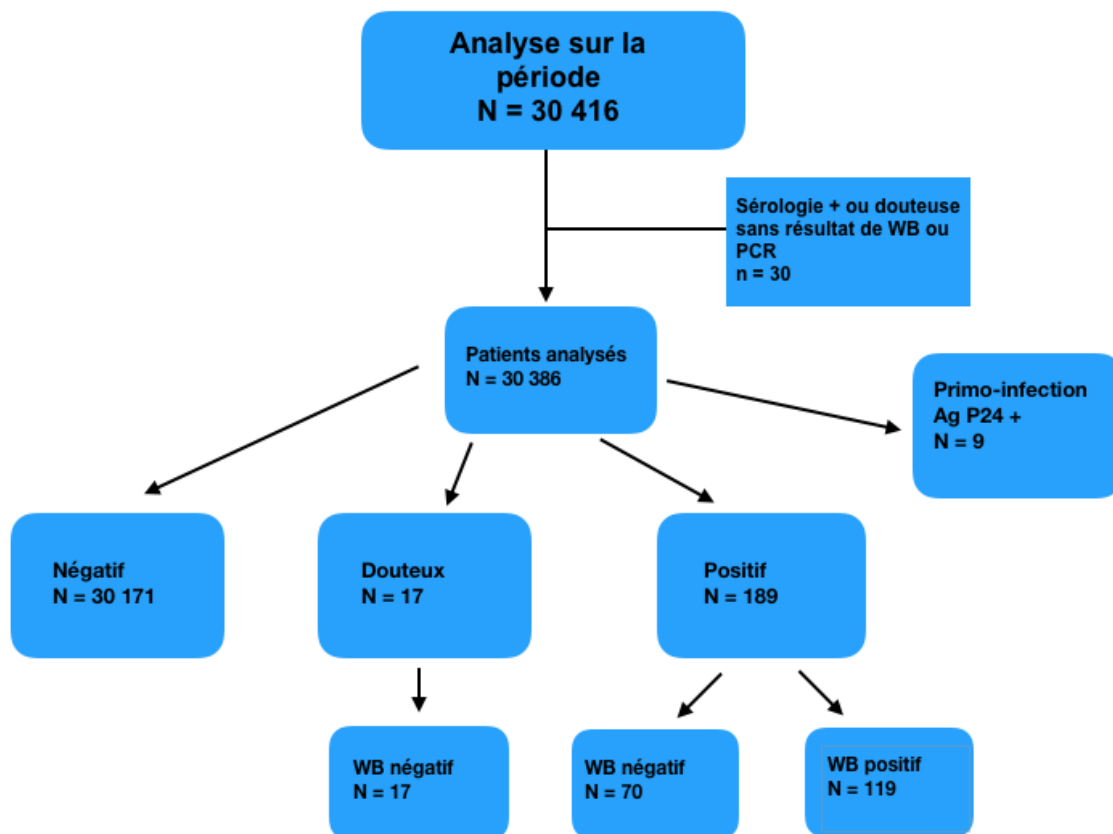 Analyse sur la
période
N = 30 416
Sérologie + ou douteuse
sans résultat de WB ou
PCR
n = 30
Patients analysés
N = 30 386
Primo-infection
Ag P24 +
N = 9
Négatif
N = 30 171
Douteux
N = 17
Positif
N = 189
WB négatif
N = 17
WB négatif
N = 70
WB positif
N = 119